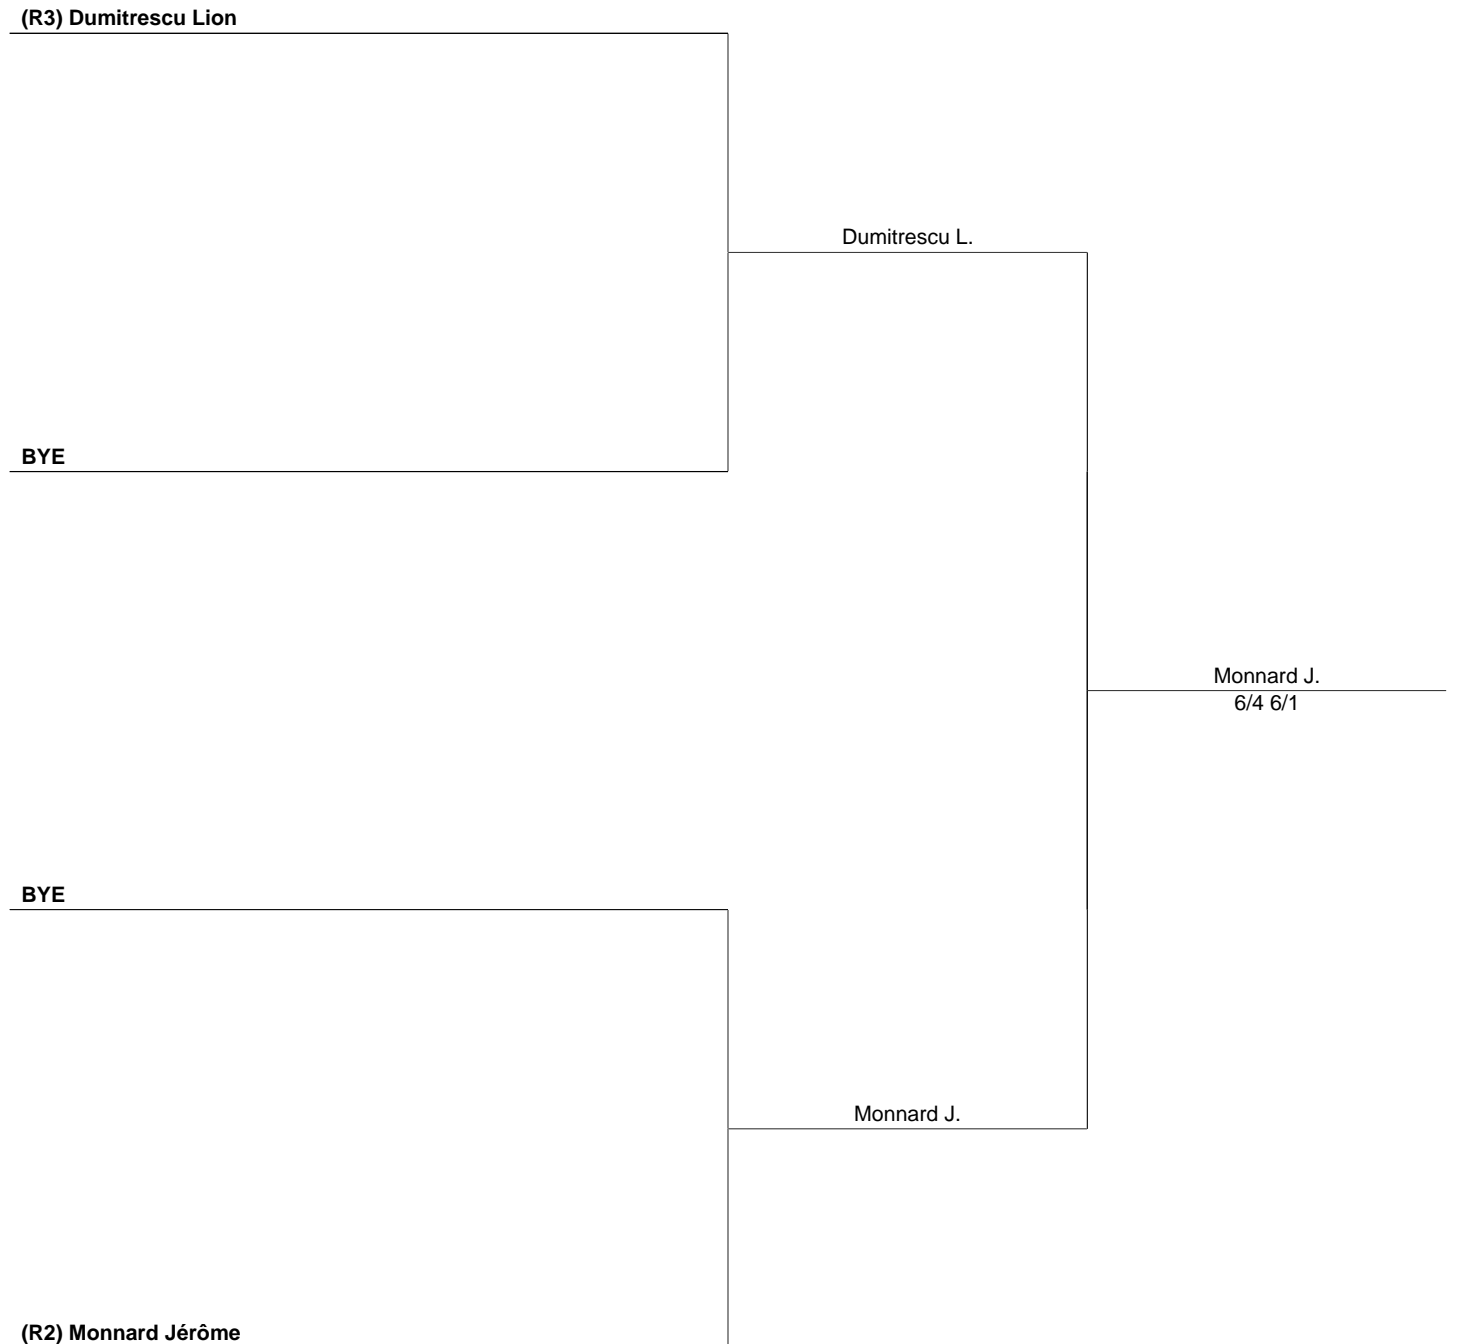 (R3) Dumitrescu Lion
Dumitrescu L.
BYE
Monnard J.
6/4 6/1
BYE
Monnard J.
(R2) Monnard Jérôme